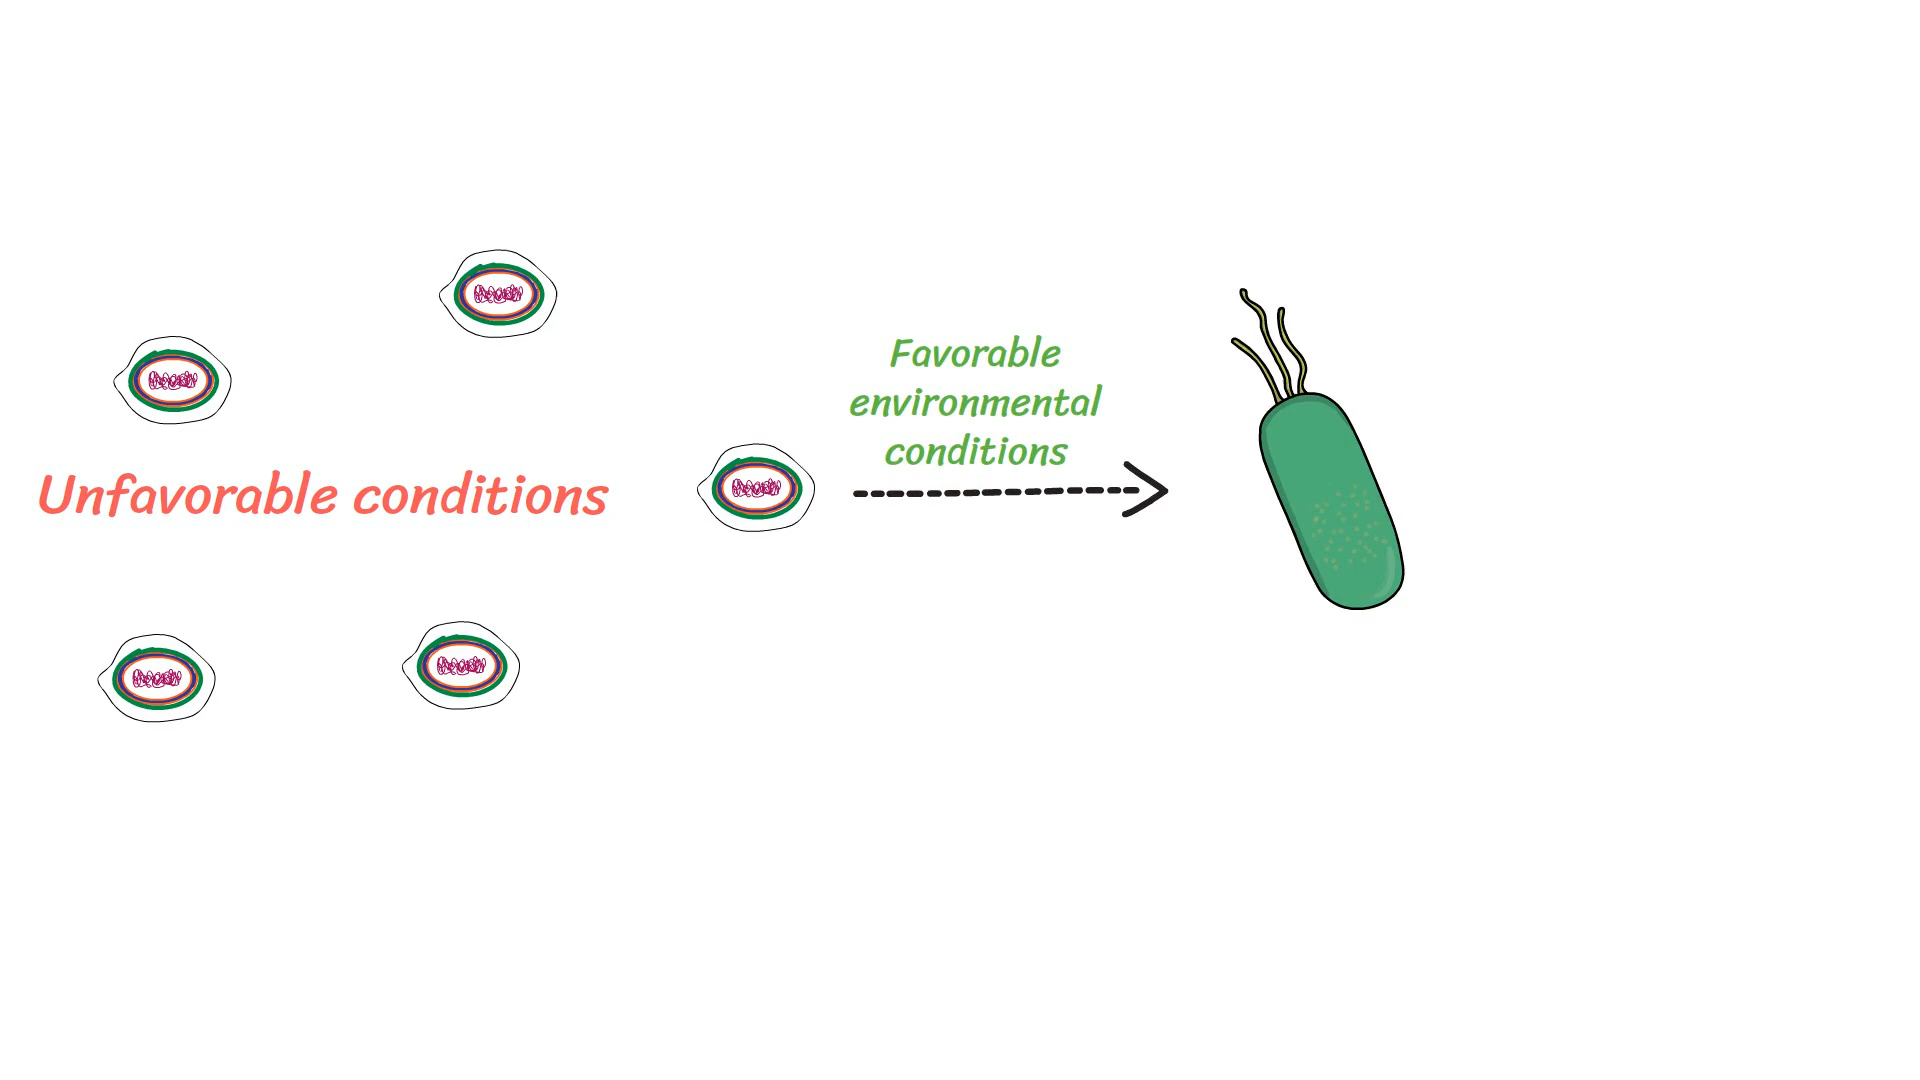 Favorable
environmental
conditions
Unfavorable conditions